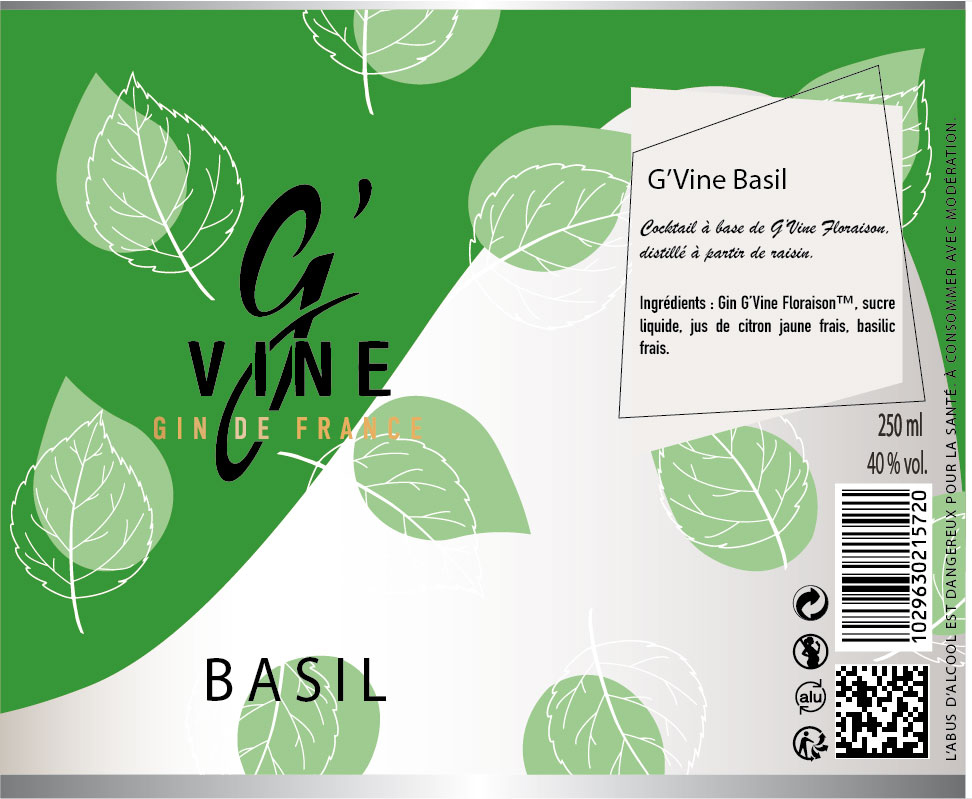 G'
VINE
GIN DE FRANCE
BASIL
G'Vine Basil
Cocktail à base de G'Vine Floraison,
distillé à partir de raisin.
Ingrédients : Gin G'Vine Floraison™, sucre
liquide, jus de citron jaune frais, basilic
frais.
250 ml
40 % vol.
1029630215720
alu
L'ABUS D'ALCOOL EST DANGEREUX POUR LA SANTÉ. À CONSOMMER AVEC MODÉRATION.